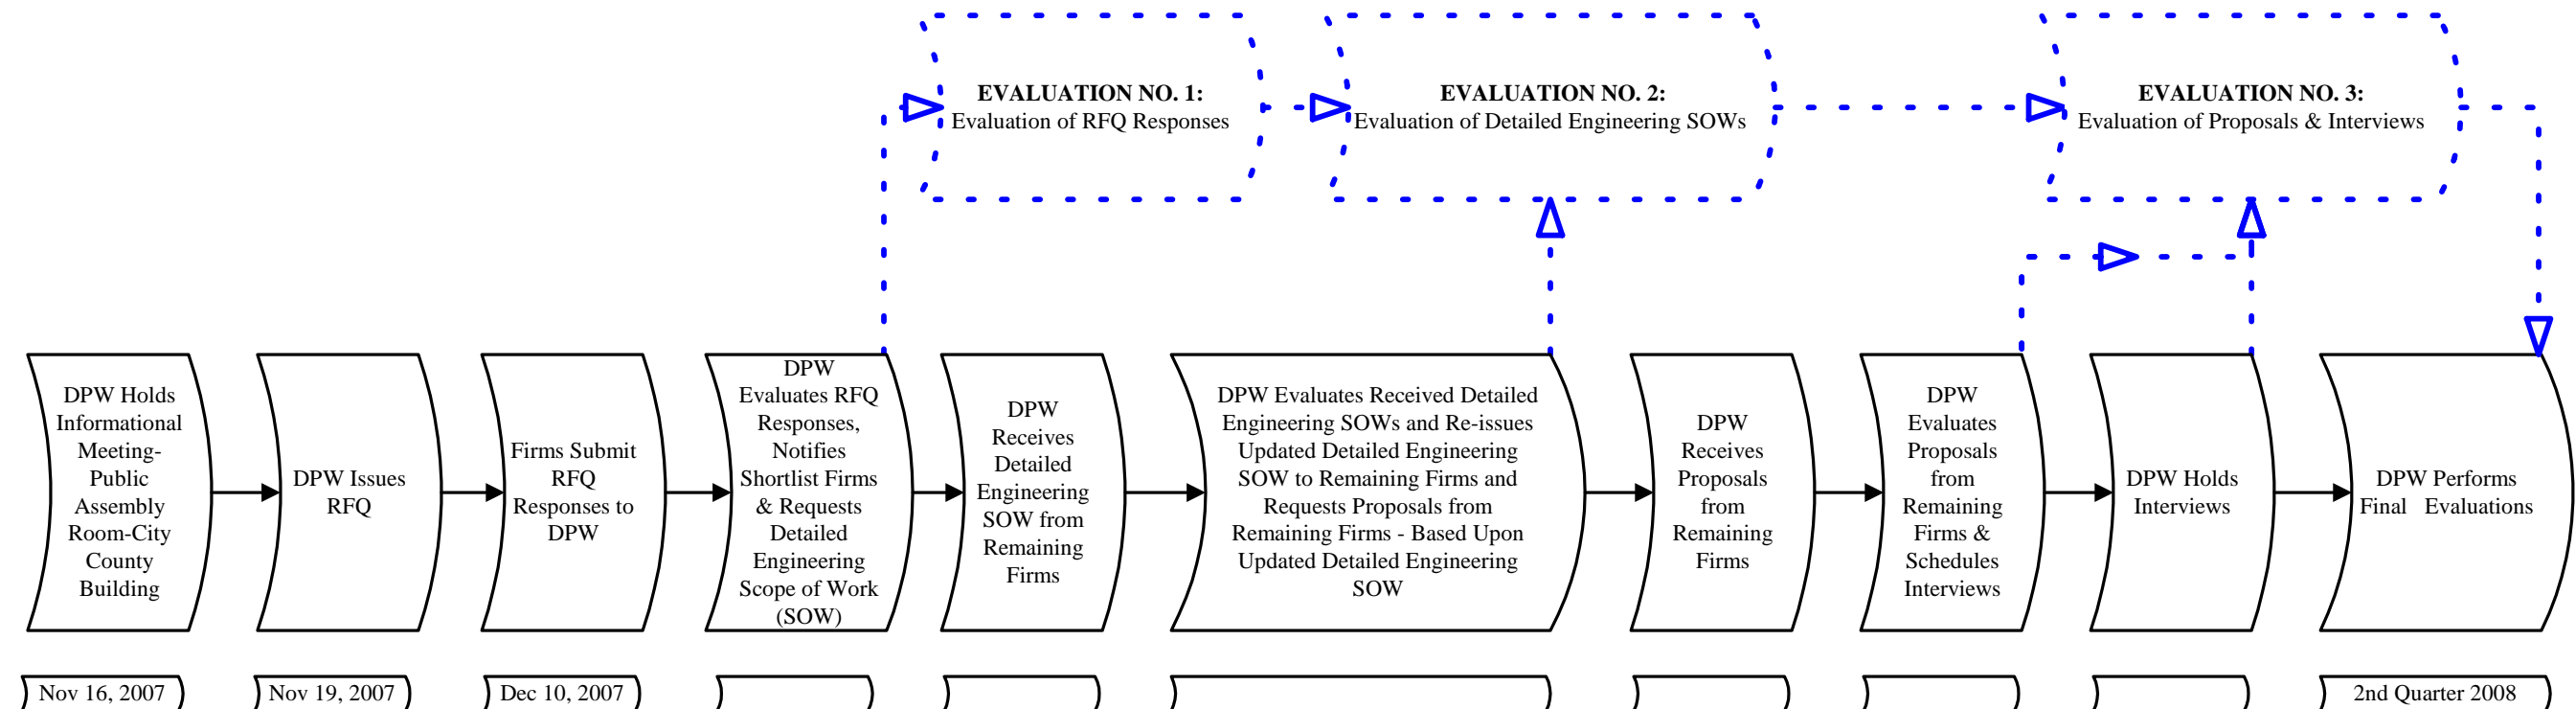 EVALUATION NO. 1:
Evaluation of RFQ Responses
EVALUATION NO. 2:
Evaluation of Detailed Engineering SOWs
EVALUATION NO. 3:
Evaluation of Proposals & Interviews
DPW Holds
Informational
Meeting-
Public
Assembly
Room-City
County
Building
DPW Issues
RFQ
Firms Submit
RFQ
Responses to
DPW
DPW
Evaluates RFQ
Responses,
Notifies
Shortlist Firms
& Requests
Detailed
Engineering
Scope of Work
(SOW)
DPW
Receives
Detailed
Engineering
SOW from
Remaining
Firms
DPW Evaluates Received Detailed
Engineering SOWs and Re-issues
Updated Detailed Engineering
SOW to Remaining Firms and
Requests Proposals from
Remaining Firms - Based Upon
Updated Detailed Engineering
SOW
DPW
Receives
Proposals
from
Remaining
Firms
DPW
Evaluates
Proposals
from
Remaining
Firms &
Schedules
Interviews
DPW Holds
Interviews
DPW Performs
Final Evaluations
Nov 16, 2007
Nov 19, 2007
Dec 10, 2007
2nd Quarter 2008